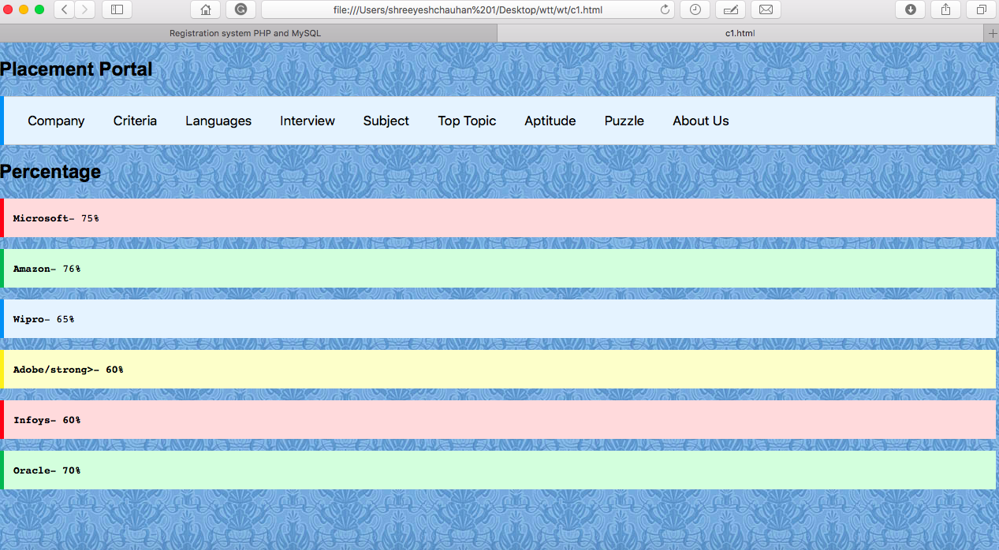 file:///Users/shreeyeshchauhan%201/Desktop/wtt/wt/c1.html
Registration system PHP and MySQL c1.html
Placement Portal
Company Criteria Languages Interview Subject Top Topic Aptitude Puzzle About Us
Percentage
Microsoft- 75%
Amazon- 76%
Wipro- 65%
Adobe/strong>- 60%
Infoys- 60%
Oracle- 70%